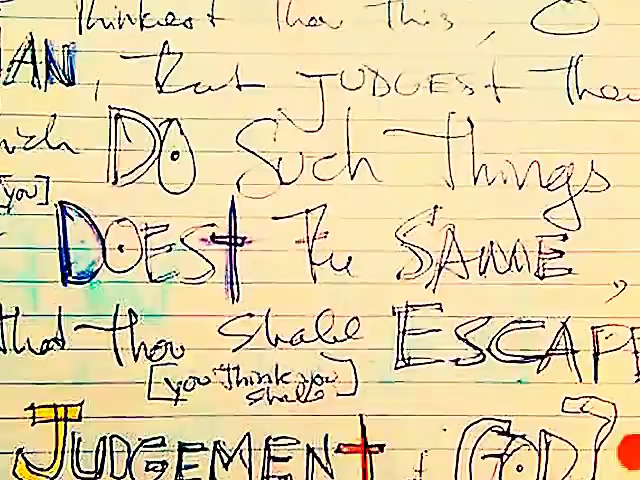 Thinkest Thou This, O
MAN, that JUDGEST Them
which DO Such Things
[you]
DOEST The SAME,
that thou shalt ESCAPE
[you think you shall]
JUDGEMENT of GOD?